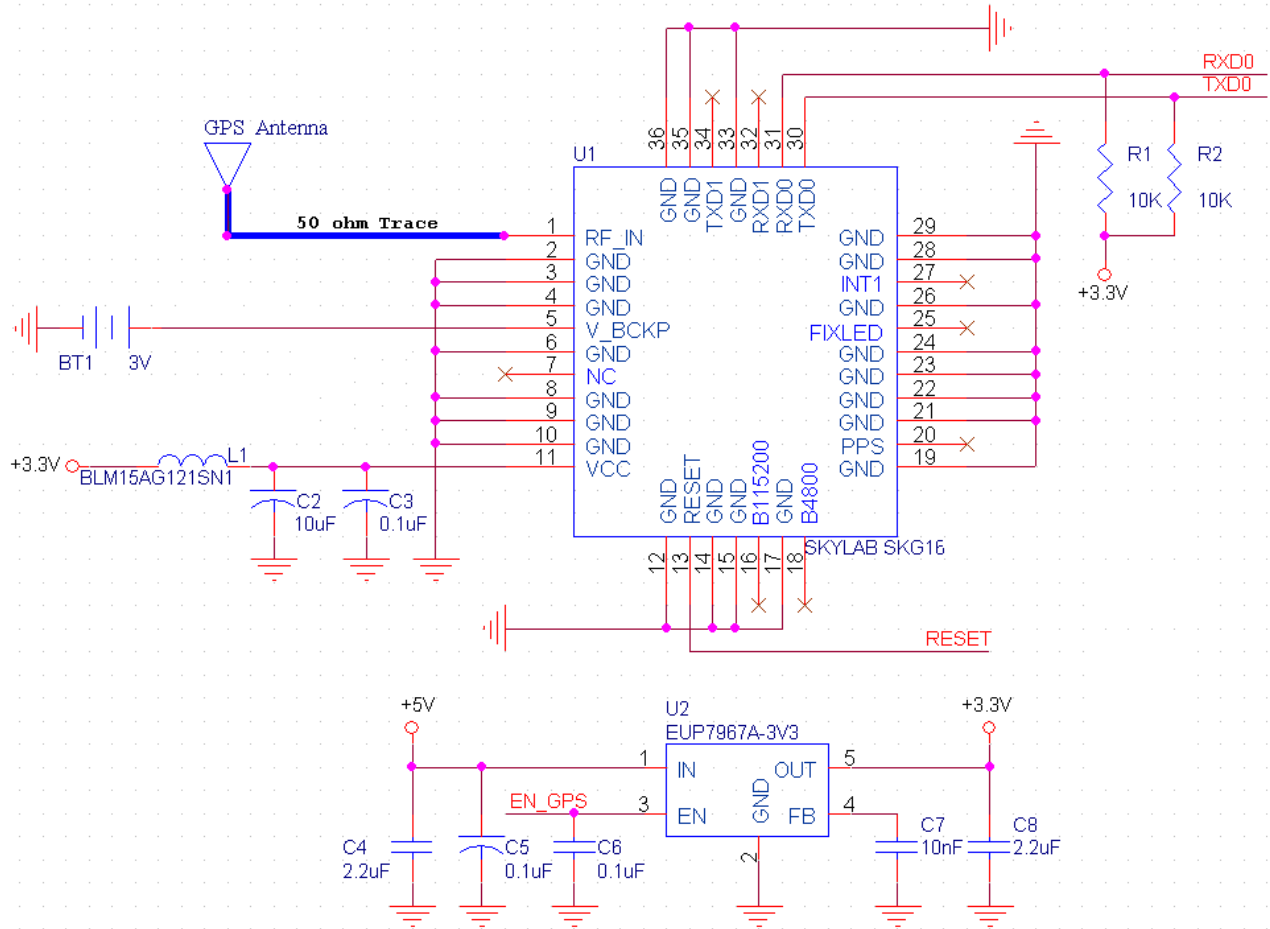 RXD0
TXD0
GPS Antenna
50 ohm Trace
U1
36
35
34
33
32
31
30
GND
GND
TXD1
GND
RXD1
RXD0
TXD0
R1
10K
R2
10K
+3.3V
1 RF_IN
2 GND
3 GND
4 GND
5 V_BCKP
6 GND
7 NC
8 GND
9 GND
10 GND
11 VCC
GND 29
GND 28
INT1 27
GND 26
FIXLED 25
GND 24
GND 23
GND 22
GND 21
PPS 20
GND 19
BT1 3V
+3.3V
L1
BLM15AG121SN1
C2
10uF
C3
0.1uF
GND
RESET
GND
GND
B115200
GND
B4800
12
13
14
15
16
17
18
SKYLAB SKG16
RESET
+5V
U2
EUP7967A-3V3
+3.3V
1 IN
OUT 5
EN_GPS
3 EN
GND
FB 4
2
C4
2.2uF
C5
0.1uF
C6
0.1uF
C7
10nF
C8
2.2uF